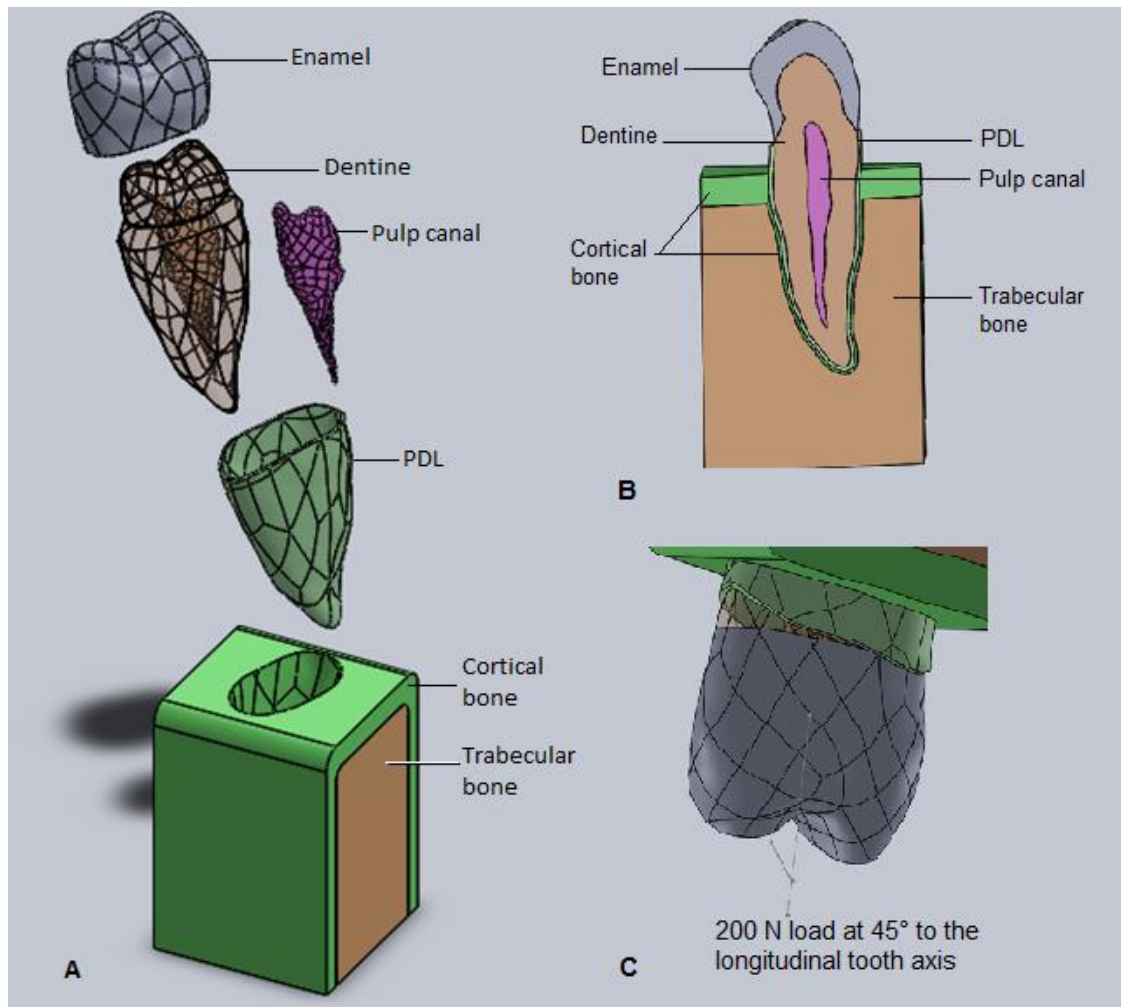 Enamel
Dentine
Pulp canal
PDL
Cortical
bone
Trabecular
bone
A
Enamel
Dentine
PDL
Pulp canal
Cortical
bone
Trabecular
bone
B
200 N load at 45° to the
longitudinal tooth axis
C